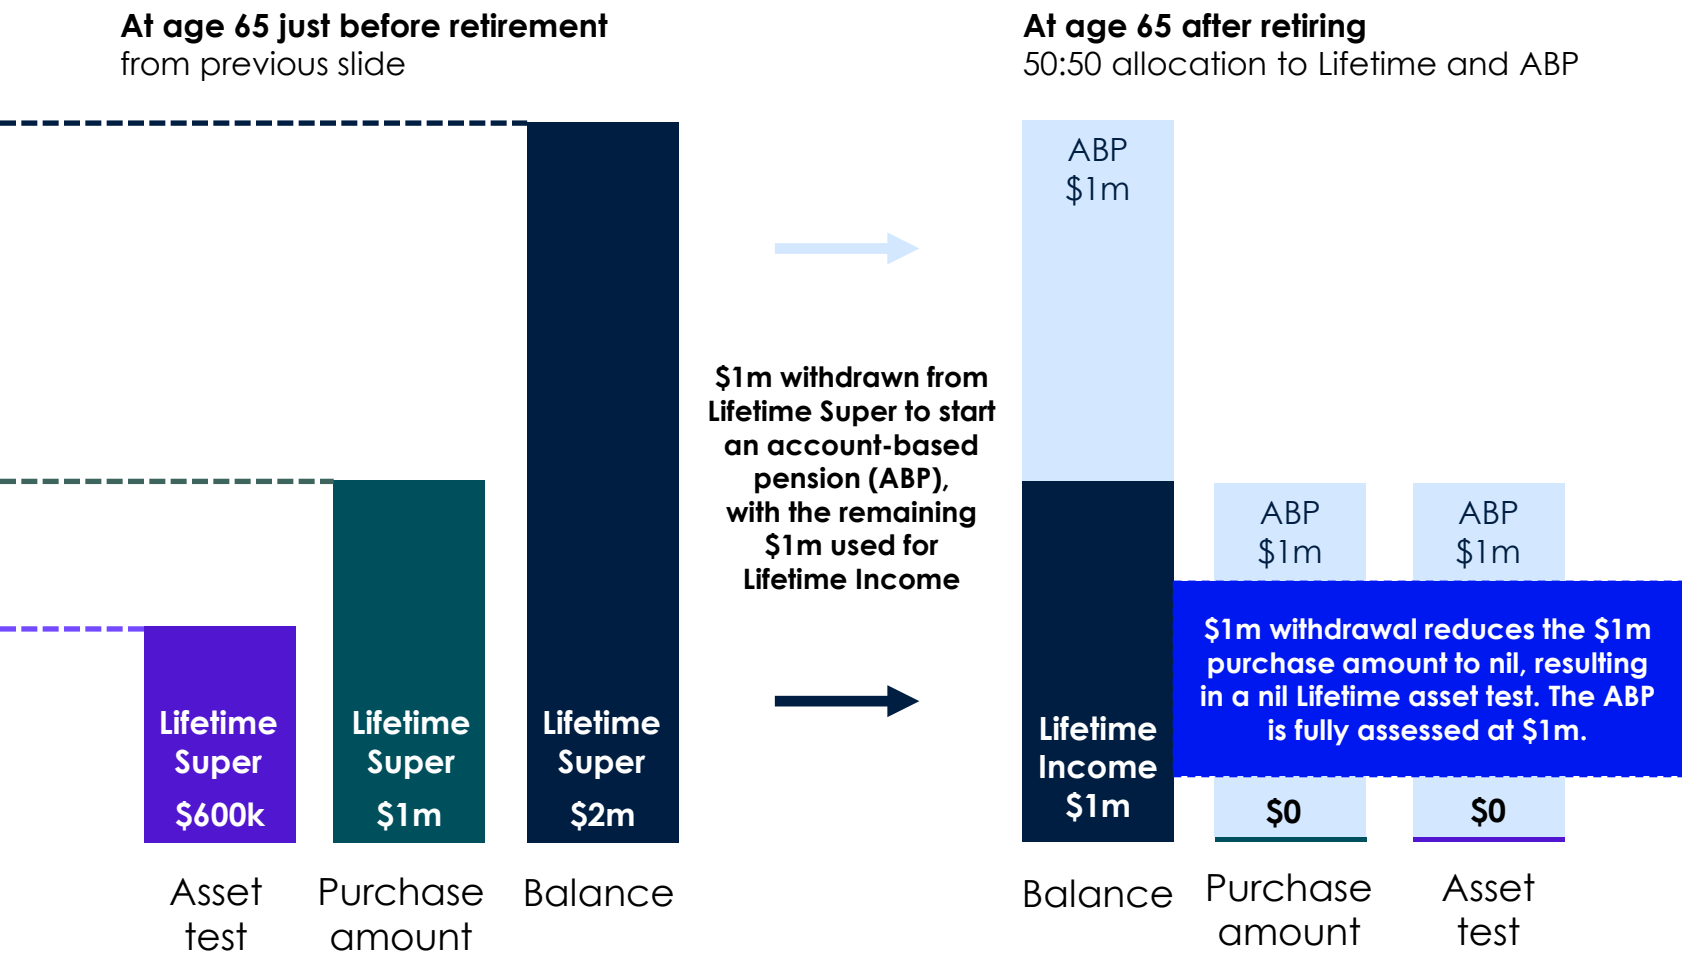 At age 65 just before retirement
from previous slide
Lifetime
Super
$600k
Lifetime
Super
$1m
Lifetime
Super
$2m
Asset
test
Purchase
amount
Balance
$1m withdrawn from
Lifetime Super to start
an account-based
pension (ABP),
with the remaining
$1m used for
Lifetime Income
At age 65 after retiring
50:50 allocation to Lifetime and ABP
ABP
$1m
Lifetime
Income
$1m
ABP
$1m
ABP
$1m
$1m withdrawal reduces the $1m
purchase amount to nil, resulting
in a nil Lifetime asset test. The ABP
is fully assessed at $1m.
$0
$0
Balance
Purchase
amount
Asset
test